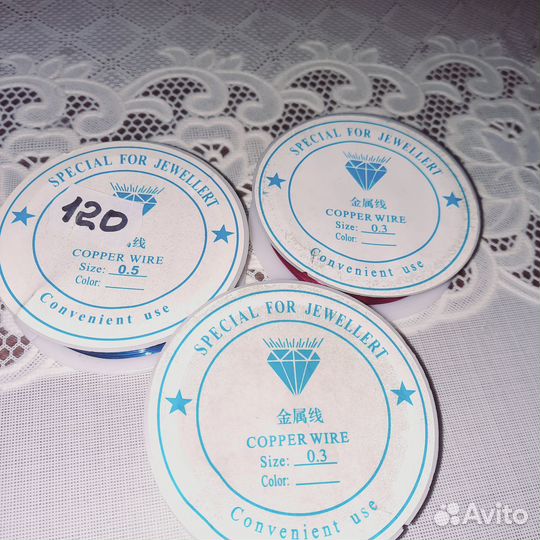 SPECIAL FOR JEWELLERT
120
线
COPPER WIRE
Size: 0.5
Color:
Convenient use
SPECIAL FOR JEWELLERT
金属线
COPPER WIRE
Size: 0.3
Color:
Convenient use
SPECIAL FOR JEWELLERT
金属线
COPPER WIRE
Size: 0.3
Color:
Convenient use
Avito